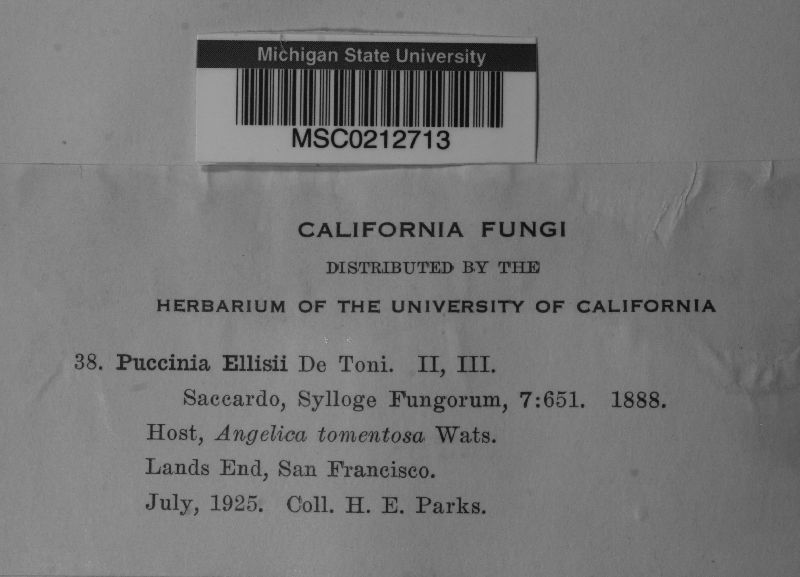 Michigan State University
MSC0212713
CALIFORNIA FUNGI
DISTRIBUTED BY THE
HERBARIUM OF THE UNIVERSITY OF CALIFORNIA
38. Puccinia Ellisii De Toni. II, III.
Saccardo, Sylloge Fungorum, 7:651. 1888.
Host, Angelica tomentosa Wats.
Lands End, San Francisco.
July, 1925. Coll. H. E. Parks.